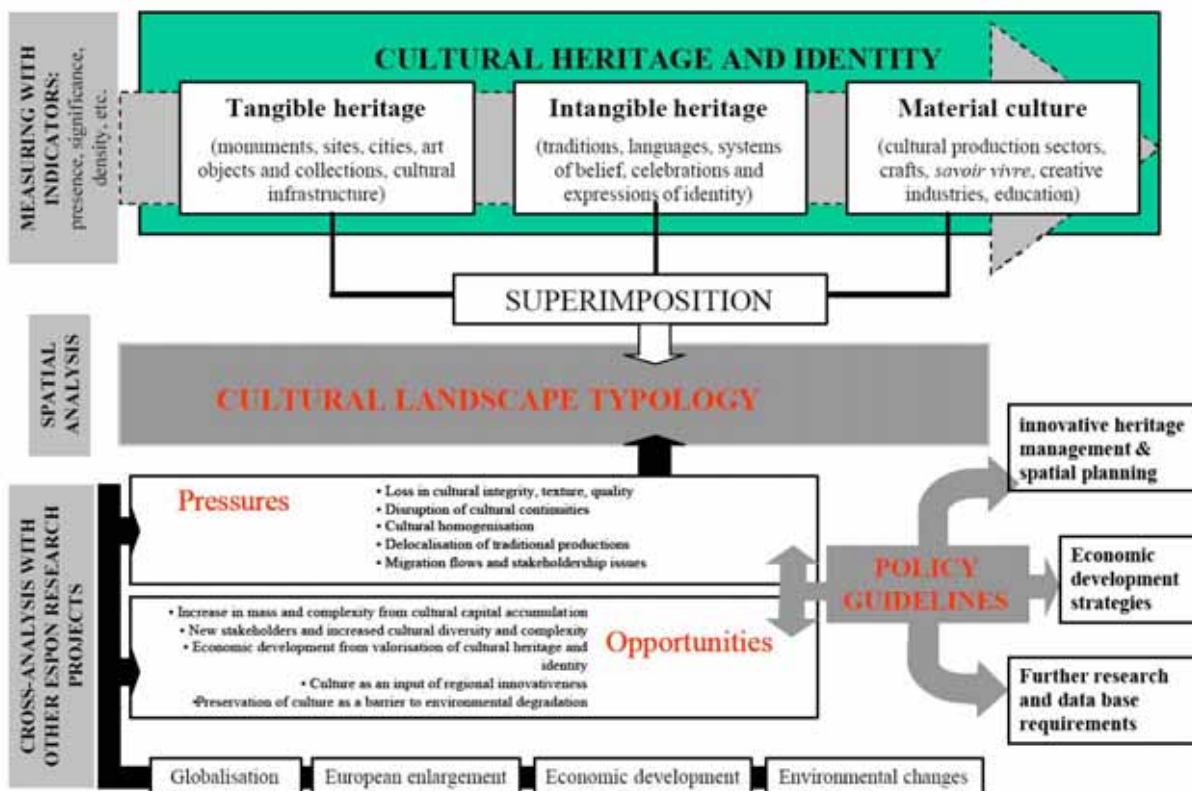 MEASURING WITH
INDICATORS:
presence, significance,
density, etc.
CULTURAL HERITAGE AND IDENTITY
Tangible heritage
(monuments, sites, cities, art
objects and collections, cultural
infrastructure)
Intangible heritage
(traditions, languages, systems
of belief, celebrations and
expressions of identity)
Material culture
(cultural production sectors,
crafts, savoir vivre, creative
industries, education)
SUPERIMPOSITION
SPATIAL
ANALYSIS
CULTURAL LANDSCAPE TYPOLOGY
CROSS-ANALYSIS WITH
OTHER ESPON RESEARCH
PROJECTS
Pressures
• Loss in cultural integrity, texture, quality
• Disruption of cultural continuities
• Cultural homogenisation
• Delocalisation of traditional productions
• Migration flows and stakeholdership issues
• Increase in mass and complexity from cultural capital accumulation
• New stakeholders and increased cultural diversity and complexity
• Economic development from valorisation of cultural heritage and
identity
• Culture as an input of regional innovativeness
•Preservation of culture as a barrier to environmental degradation
Opportunities
POLICY
GUIDELINES
innovative heritage
management &
spatial planning
Economic
development
strategies
Further research
and data base
requirements
Globalisation
European enlargement
Economic development
Environmental changes